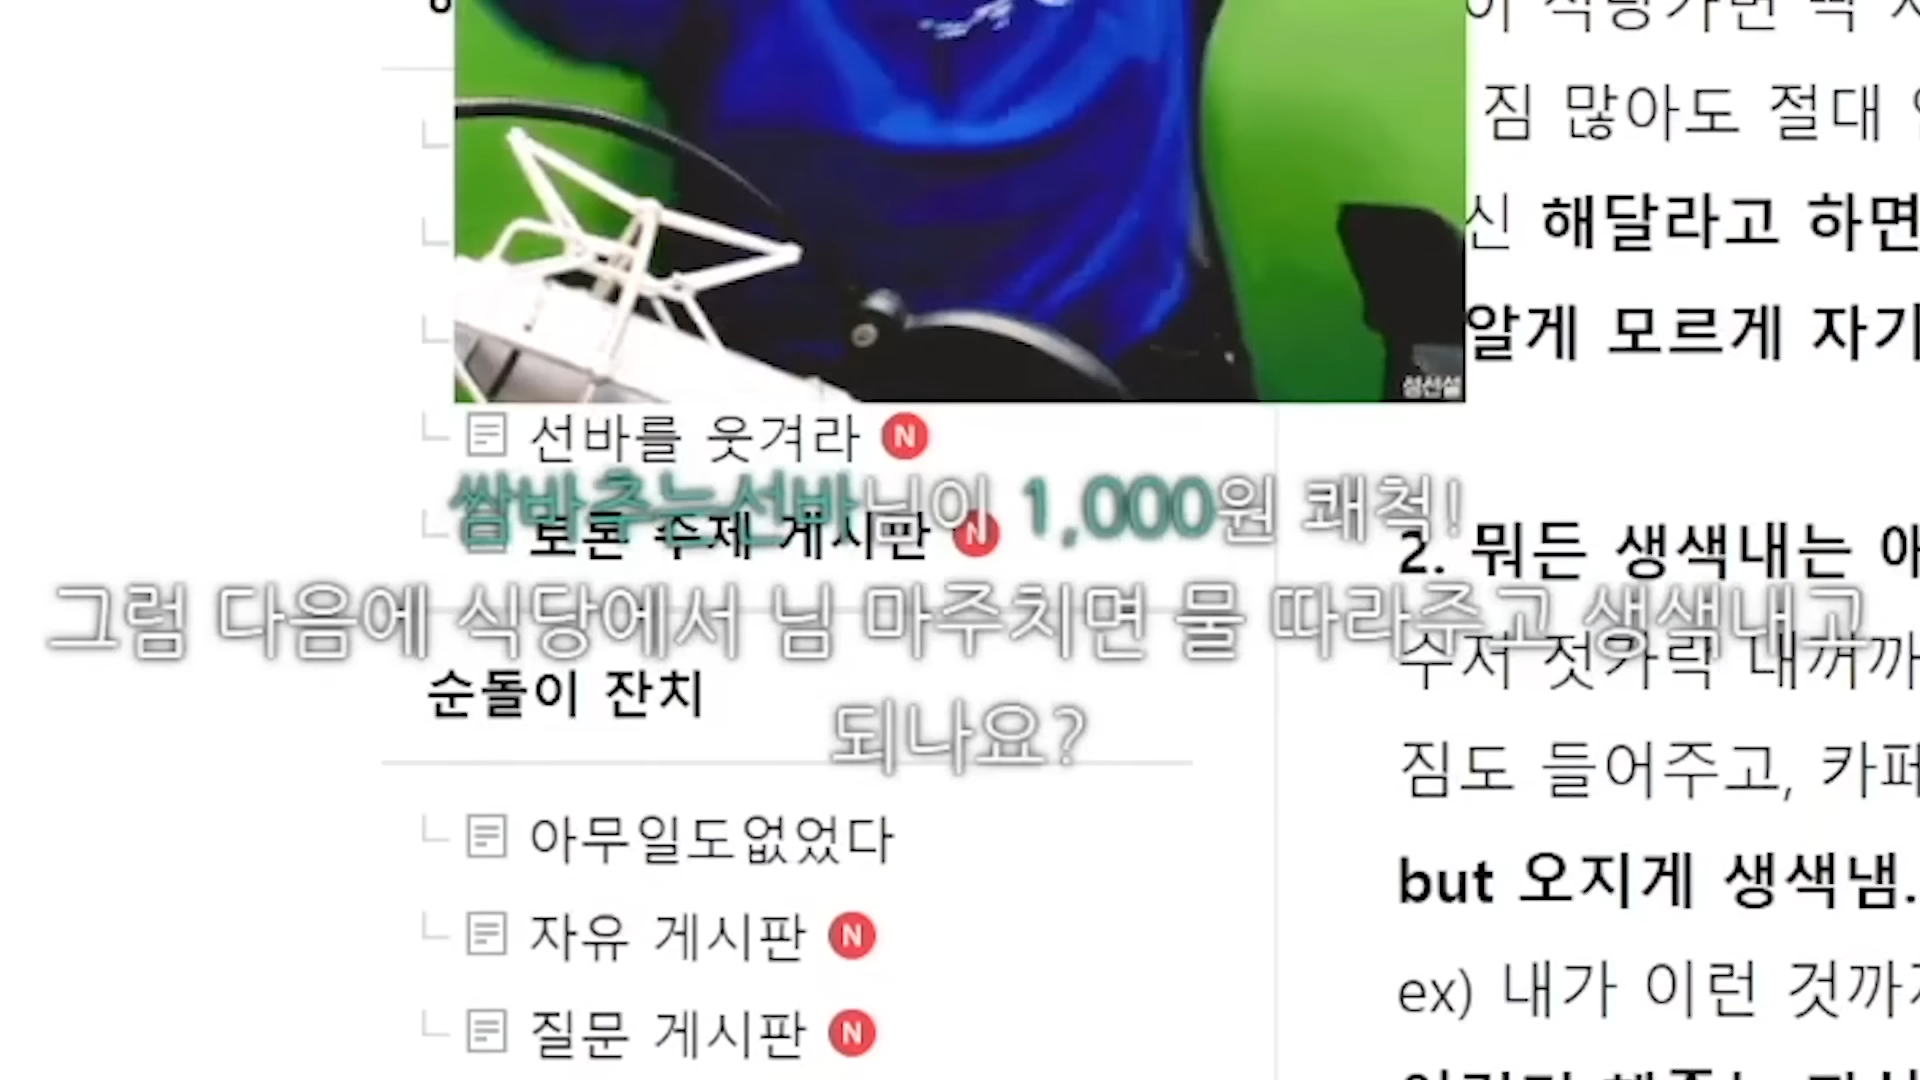 선바를 웃겨라 N
쌈바추는선바님이 1,000원 쾌척!
토론 주제 게시판 N
그럼 다음에 식당에서 님 마주치면 물 따라주고 생색내고
되나요?
순돌이 잔치
아무일도없었다
자유 게시판 N
질문 게시판 N
짐 많아도 절대
신 해달라고 하면
알게 모르게 자기
2. 뭐든 생색내는
수저 젓가락
짐도 들어주고, 카페
but 오지게 생색냄.
ex) 내가 이런 것까지